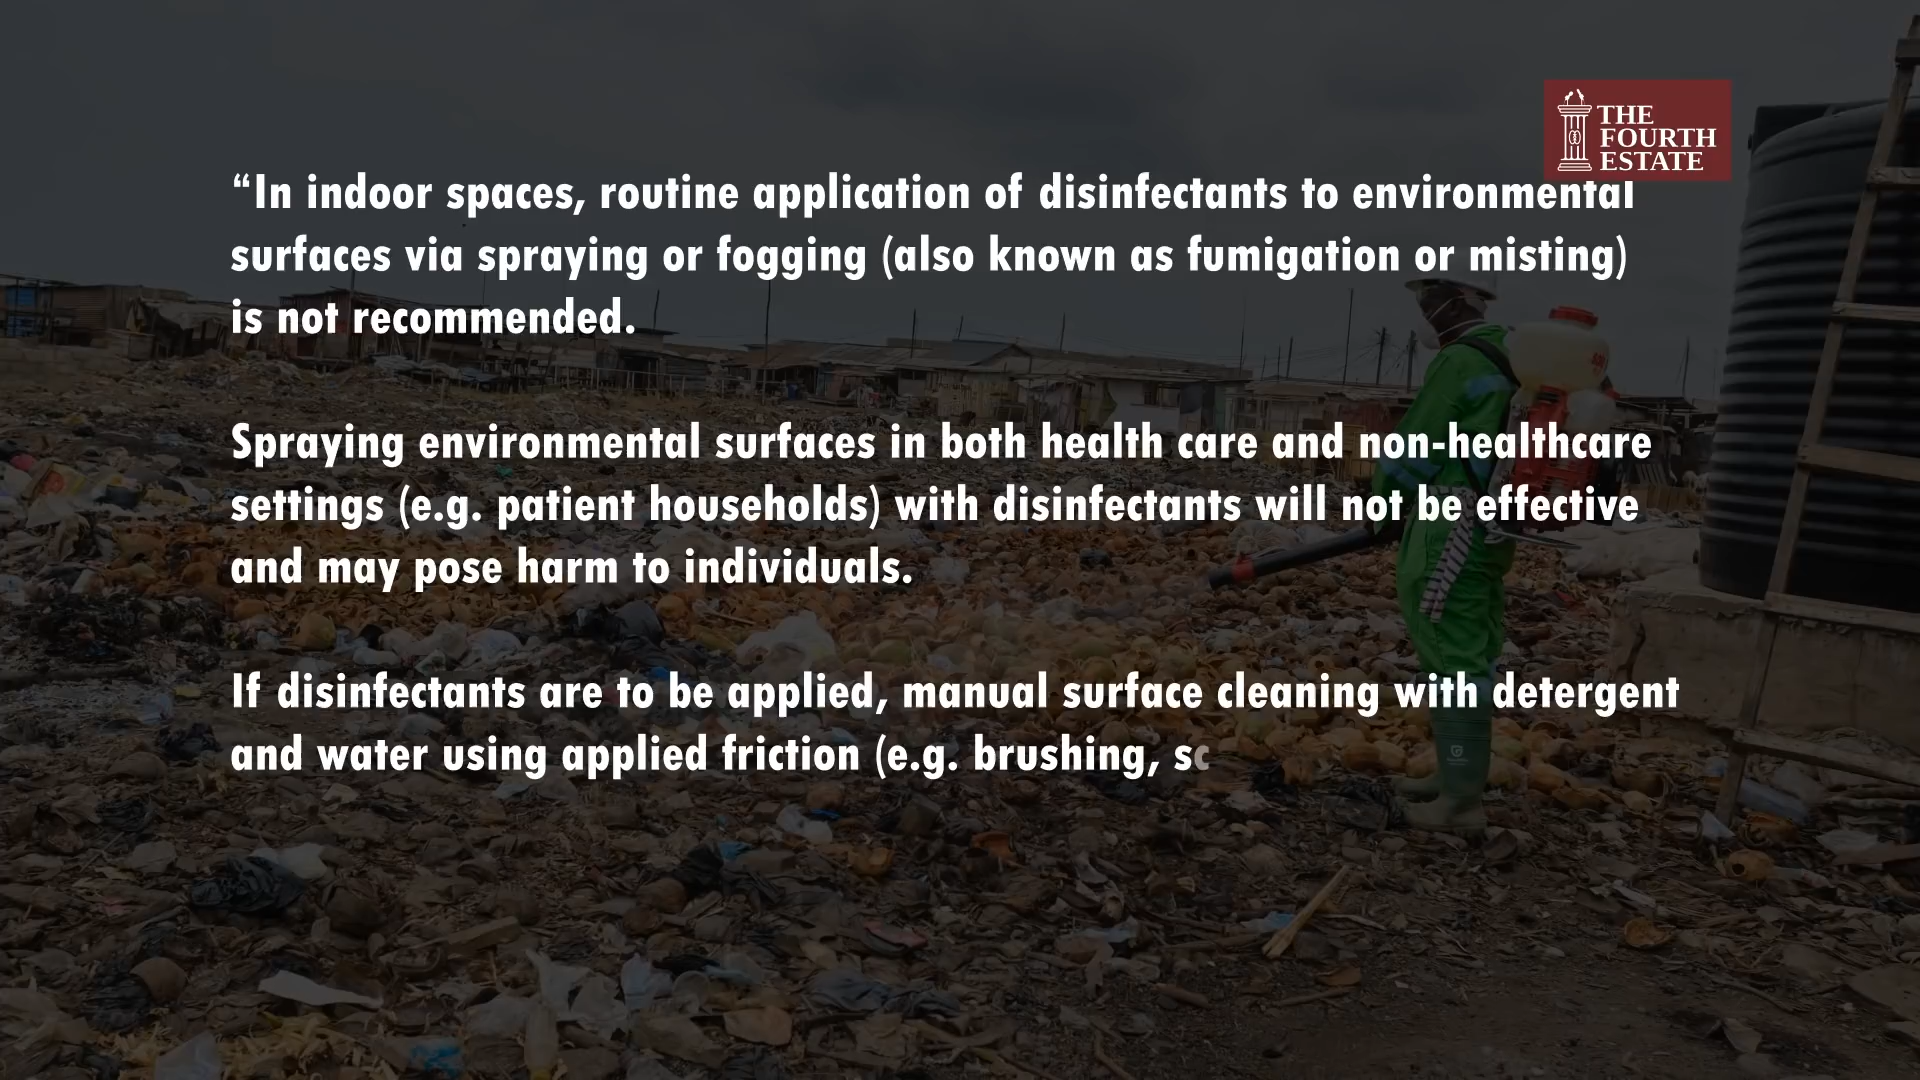 THE
FOURTH
ESTATE
“In indoor spaces, routine application of disinfectants to environmental
surfaces via spraying or fogging (also known as fumigation or misting)
is not recommended.
Spraying environmental surfaces in both health care and non-healthcare
settings (e.g. patient households) with disinfectants will not be effective
and may pose harm to individuals.
If disinfectants are to be applied, manual surface cleaning with detergent
and water using applied friction (e.g. brushing, sc